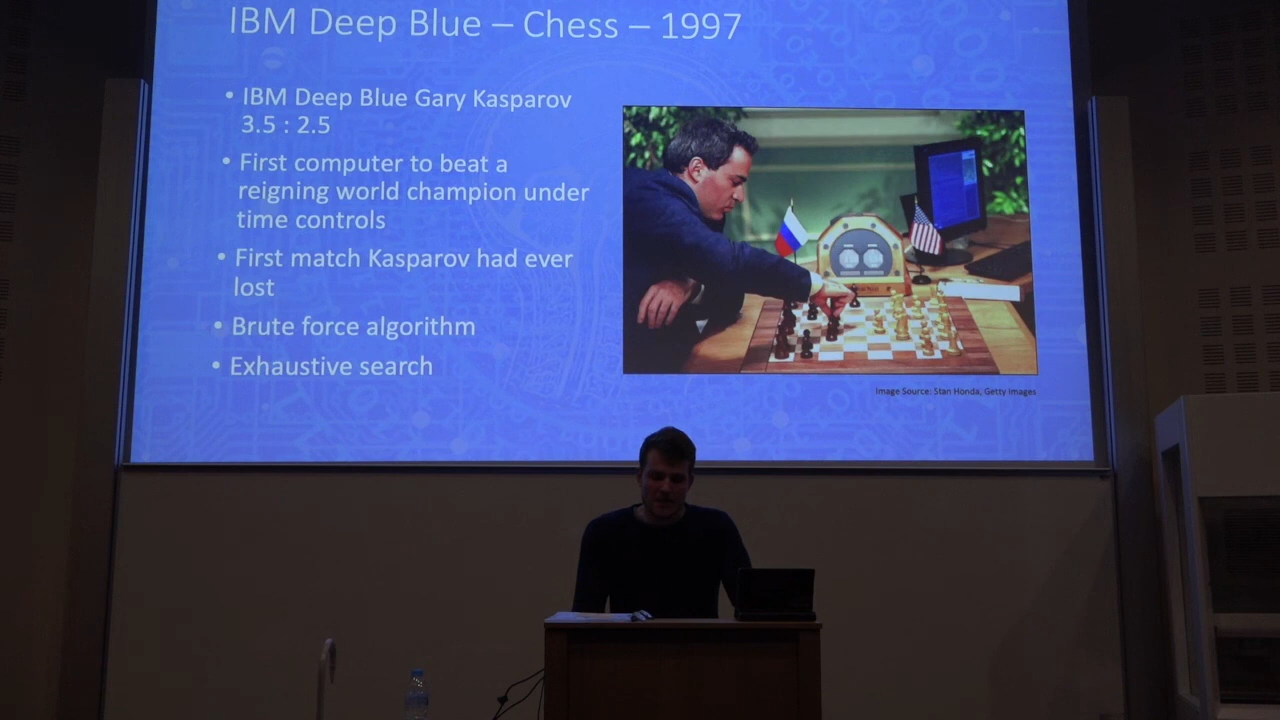 IBM Deep Blue – Chess – 1997
• IBM Deep Blue Gary Kasparov
3.5 : 2.5
• First computer to beat a
reigning world champion under
time controls
• First match Kasparov had ever
lost
• Brute force algorithm
• Exhaustive search
Image Source: Stan Honda, Getty Images